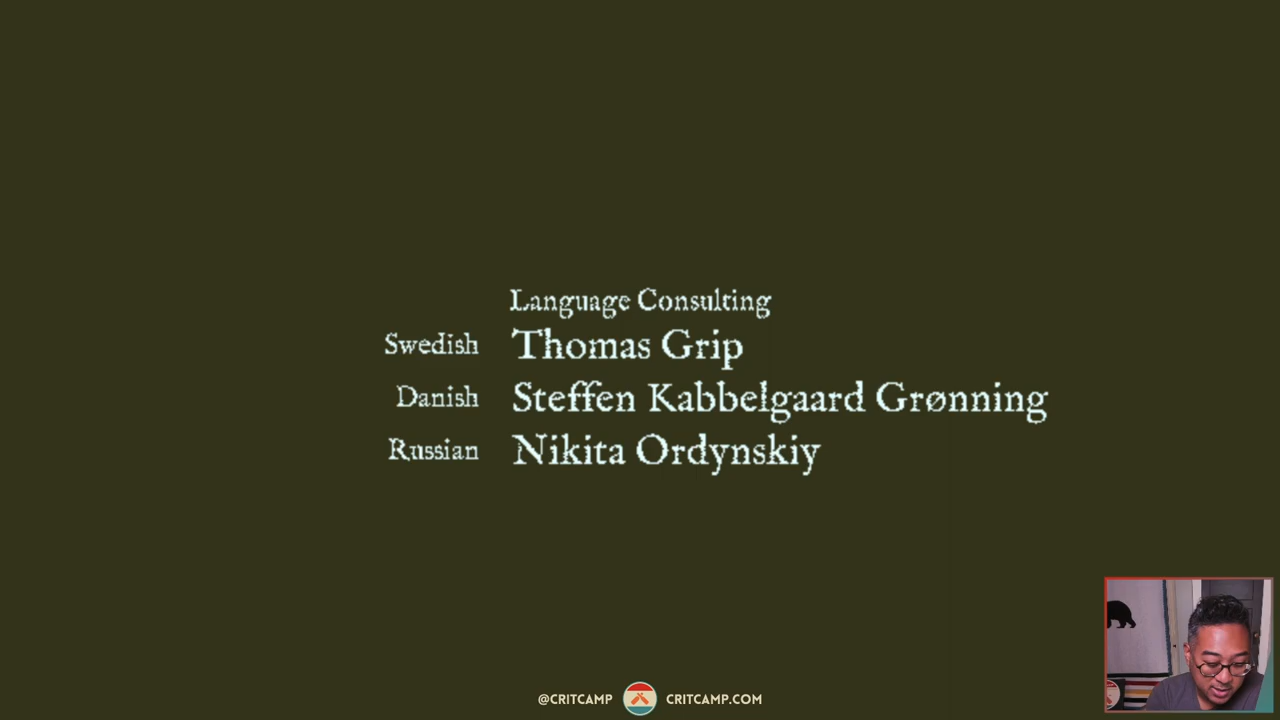 Language Consulting
Swedish Thomas Grip
Danish Steffen Kabbelgaard Grønning
Russian Nikita Ordynskiy
@CRITCAMP CRITCAMP.COM